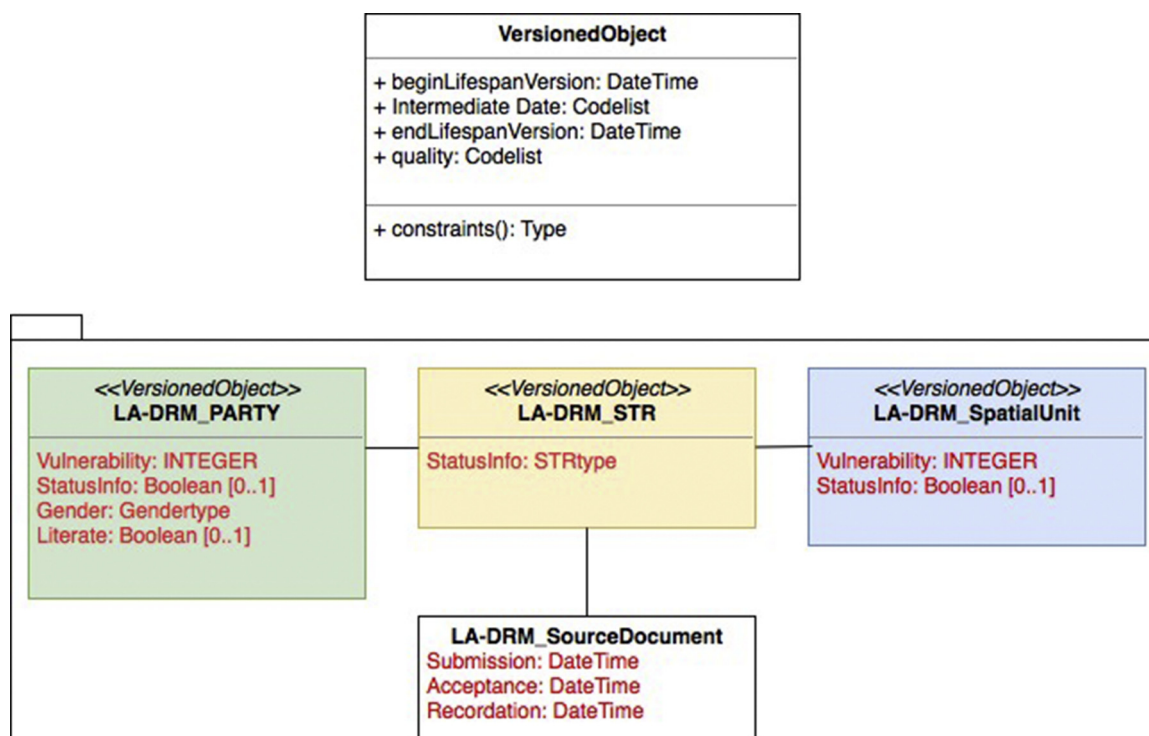 VersionedObject
+ beginLifespanVersion: DateTime
+ Intermediate Date: Codelist
+ endLifespanVersion: DateTime
+ quality: Codelist
+ constraints(): Type
<<VersionedObject>>
LA-DRM_PARTY
Vulnerability: INTEGER
StatusInfo: Boolean [0..1]
Gender: Gendertype
Literate: Boolean [0..1]
<<VersionedObject>>
LA-DRM_STR
StatusInfo: STRtype
<<VersionedObject>>
LA-DRM_SpatialUnit
Vulnerability: INTEGER
StatusInfo: Boolean [0..1]
LA-DRM_SourceDocument
Submission: DateTime
Acceptance: DateTime
Recordation: DateTime